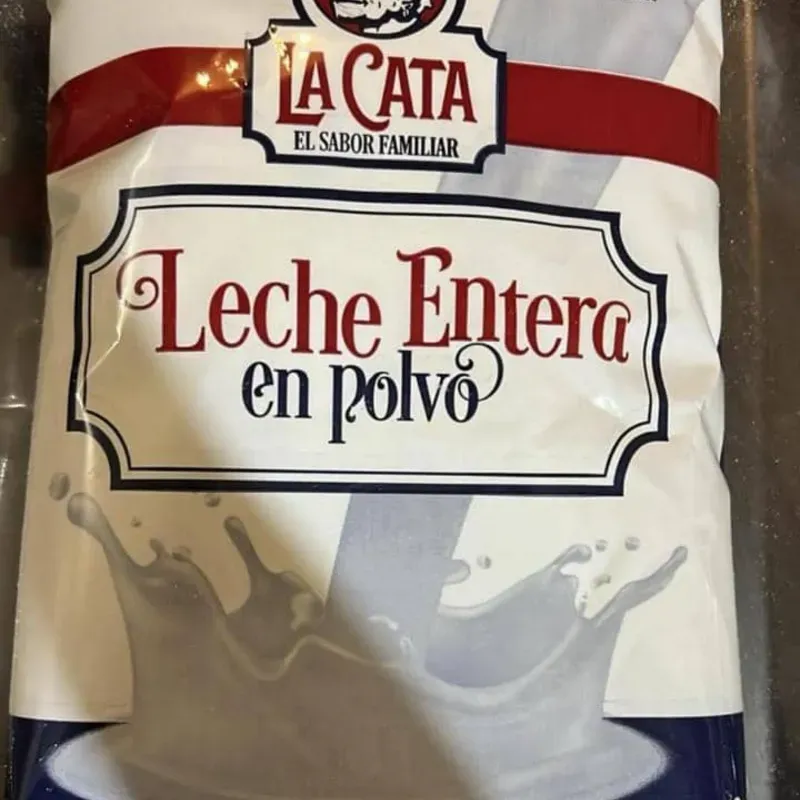 LA CATA
EL SABOR FAMILIAR
Leche Entera
en polvo